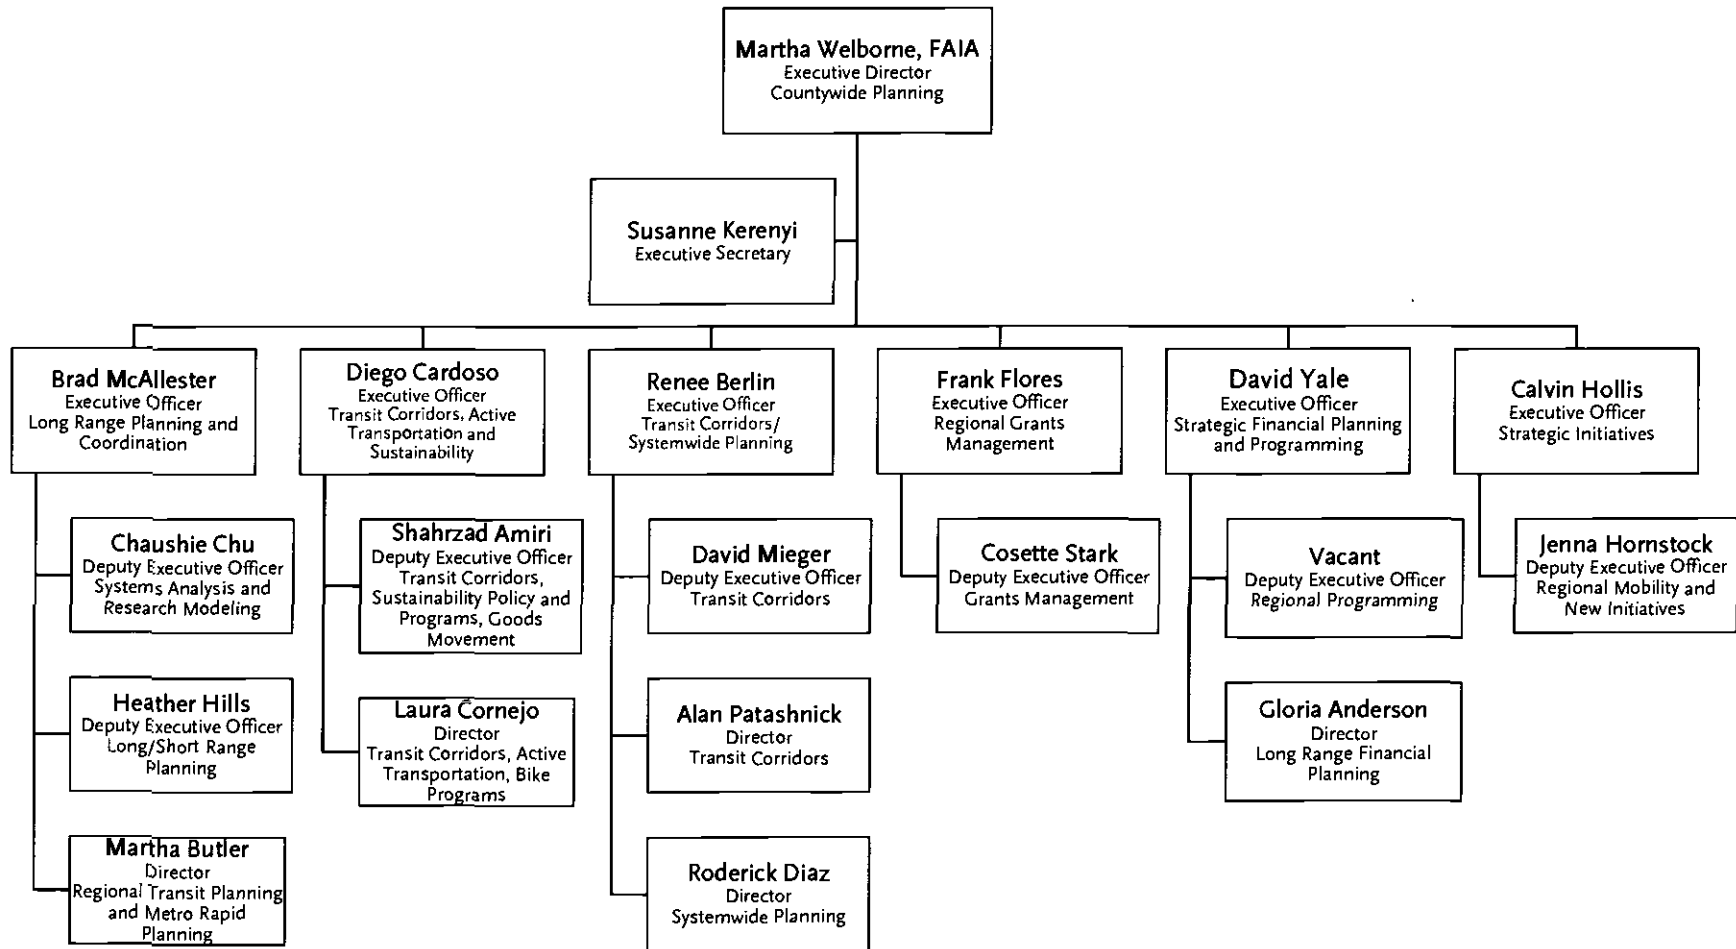 Martha Welborne, FAIA
Executive Director
Countywide Planning
Susanne Kerenyi
Executive Secretary
Brad McAllester
Executive Officer
Long Range Planning and
Coordination
Chaushie Chu
Deputy Executive Officer
Systems Analysis and
Research Modeling
Heather Hills
Deputy Executive Officer
Long/Short Range
Planning
Martha Butler
Director
Regional Transit Planning
and Metro Rapid
Planning
Diego Cardoso
Executive Officer
Transit Corridors, Active
Transportation and
Sustainability
Shahrzad Amiri
Deputy Executive Officer
Transit Corridors,
Sustainability Policy and
Programs, Goods
Movement
Laura Cornejo
Director
Transit Corridors, Active
Transportation, Bike
Programs
Renee Berlin
Executive Officer
Transit Corridors/
Systemwide Planning
David Mieger
Deputy Executive Officer
Transit Corridors
Alan Patashnick
Director
Transit Corridors
Roderick Diaz
Director
Systemwide Planning
Frank Flores
Executive Officer
Regional Grants
Management
Cosette Stark
Deputy Executive Officer
Grants Management
David Yale
Executive Officer
Strategic Financial Planning
and Programming
Vacant
Deputy Executive Officer
Regional Programming
Gloria Anderson
Director
Long Range Financial
Planning
Calvin Hollis
Executive Officer
Strategic Initiatives
Jenna Hornstock
Deputy Executive Officer
Regional Mobility and
New Initiatives